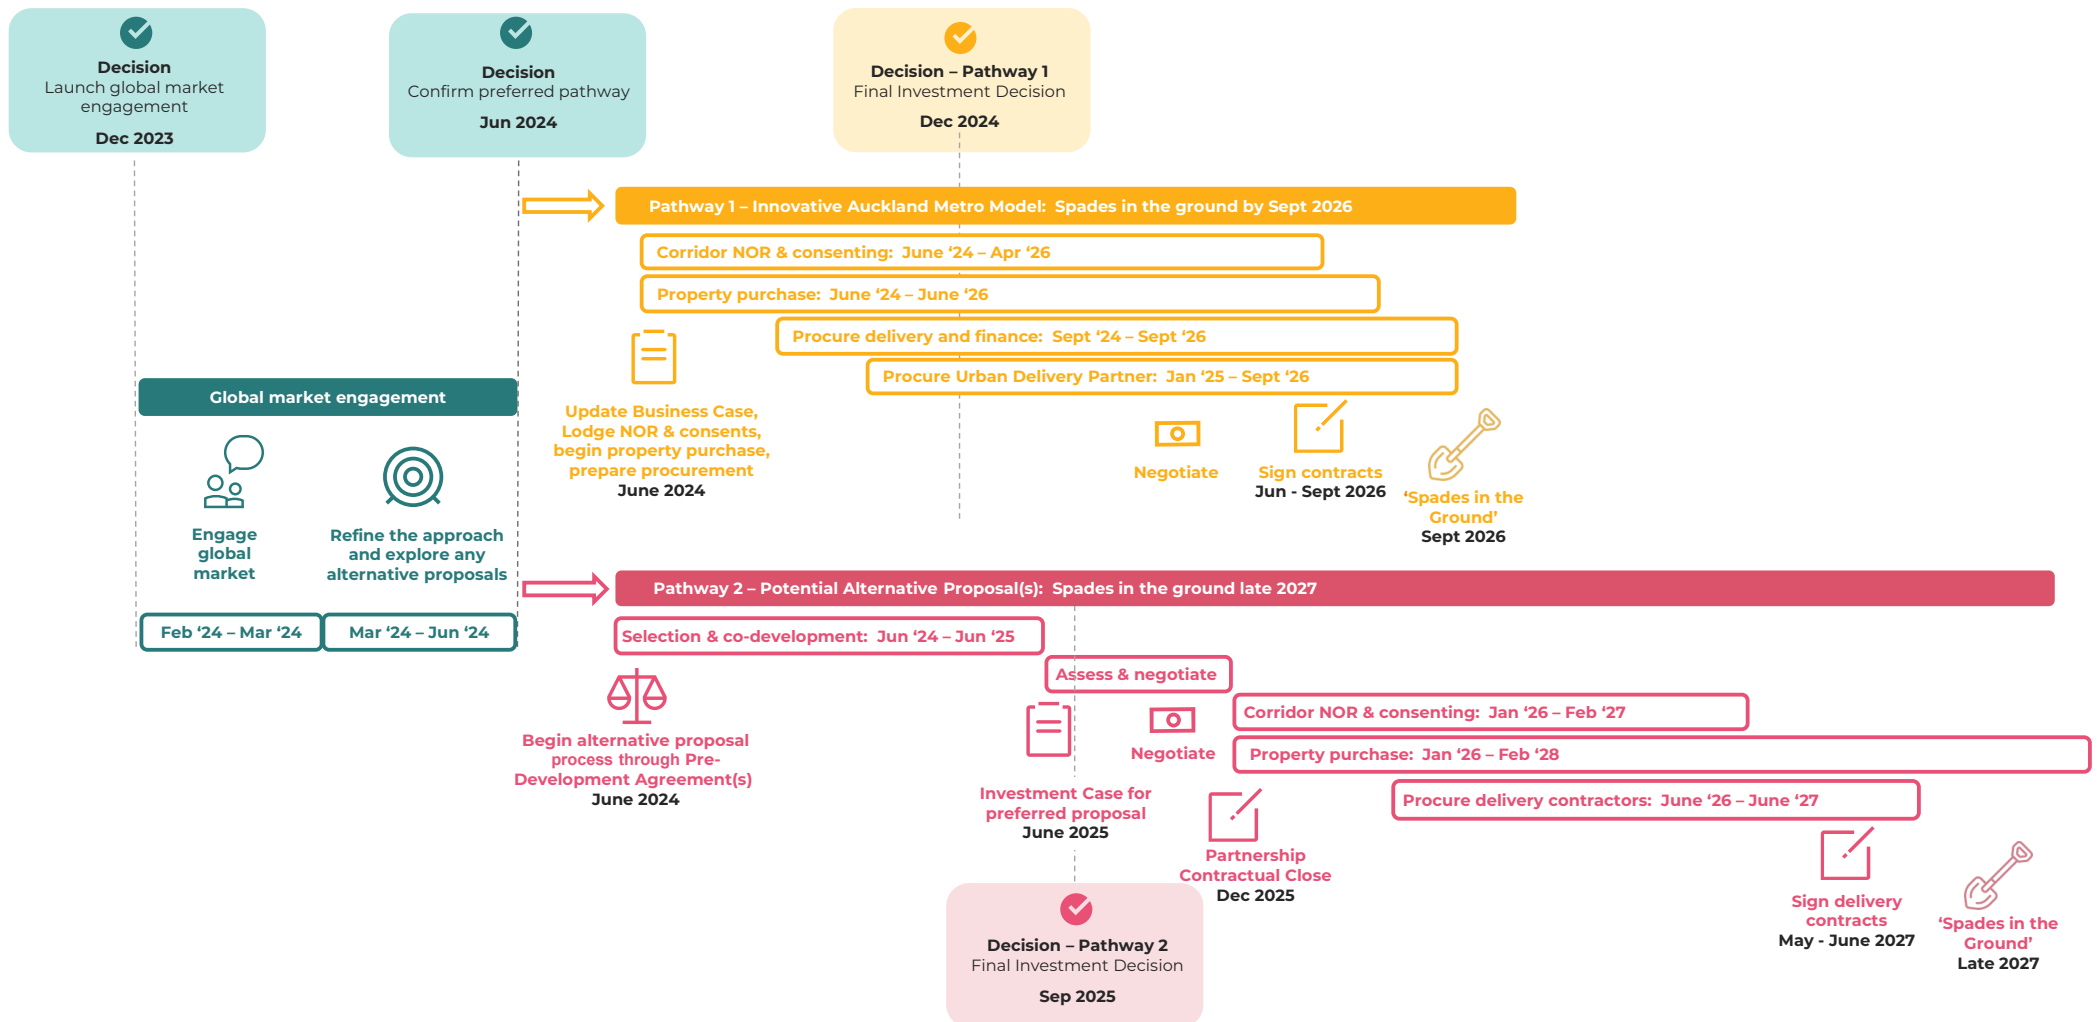 Decision
Launch global market
engagement
Dec 2023
Decision
Confirm preferred pathway
Jun 2024
Decision – Pathway 1
Final Investment Decision
Dec 2024
Pathway 1 – Innovative Auckland Metro Model: Spades in the ground by Sept 2026
Corridor NOR & consenting: June ‘24 – Apr ‘26
Property purchase: June ‘24 – June ‘26
Procure delivery and finance: Sept ‘24 – Sept ‘26
Procure Urban Delivery Partner: Jan ‘25 – Sept ‘26
Update Business Case,
Lodge NOR & consents,
begin property purchase,
prepare procurement
June 2024
Negotiate
Sign contracts
Jun - Sept 2026
‘Spades in the
Ground’
Sept 2026
Global market engagement
Engage
global
market
Refine the approach
and explore any
alternative proposals
Feb ‘24 – Mar ‘24
Mar ‘24 – Jun ‘24
Pathway 2 – Potential Alternative Proposal(s): Spades in the ground late 2027
Selection & co-development: Jun ‘24 – Jun ‘25
Assess & negotiate
Corridor NOR & consenting: Jan ‘26 – Feb ‘27
Property purchase: Jan ‘26 – Feb ‘28
Procure delivery contractors: June ‘26 – June ‘27
Begin alternative proposal
process through Pre-
Development Agreement(s)
June 2024
Investment Case for
preferred proposal
June 2025
Negotiate
Partnership
Contractual Close
Dec 2025
Sign delivery
contracts
May - June 2027
‘Spades in the
Ground’
Late 2027
Decision – Pathway 2
Final Investment Decision
Sep 2025